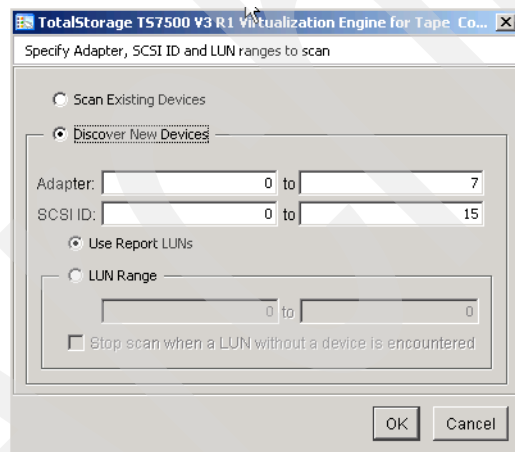 TotalStorage TS7500 V3 R1 Virtualization Engine for Tape Co...
Specify Adapter, SCSI ID and LUN ranges to scan
Scan Existing Devices
Discover New Devices
Adapter: 0 to 7
SCSI ID: 0 to 15
Use Report LUNs
LUN Range
0 to 0
Stop scan when a LUN without a device is encountered
OK Cancel